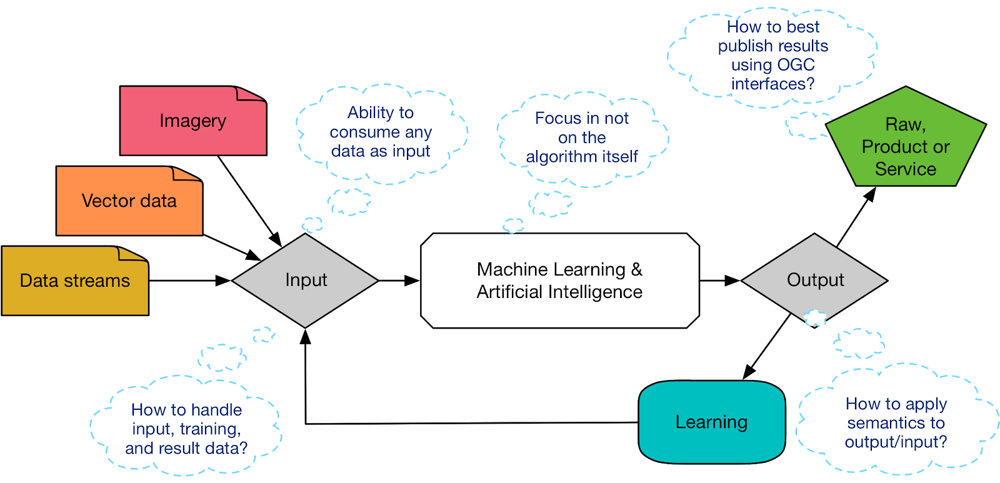 How to best
publish results
using OGC
interfaces?
Imagery
Ability to
consume any
data as input
Focus in not
on the
algorithm itself
Raw,
Product or
Service
Vector data
Data streams
Input
Machine Learning &
Artificial Intelligence
Output
How to handle
input, training,
and result data?
Learning
How to apply
semantics to
output/input?